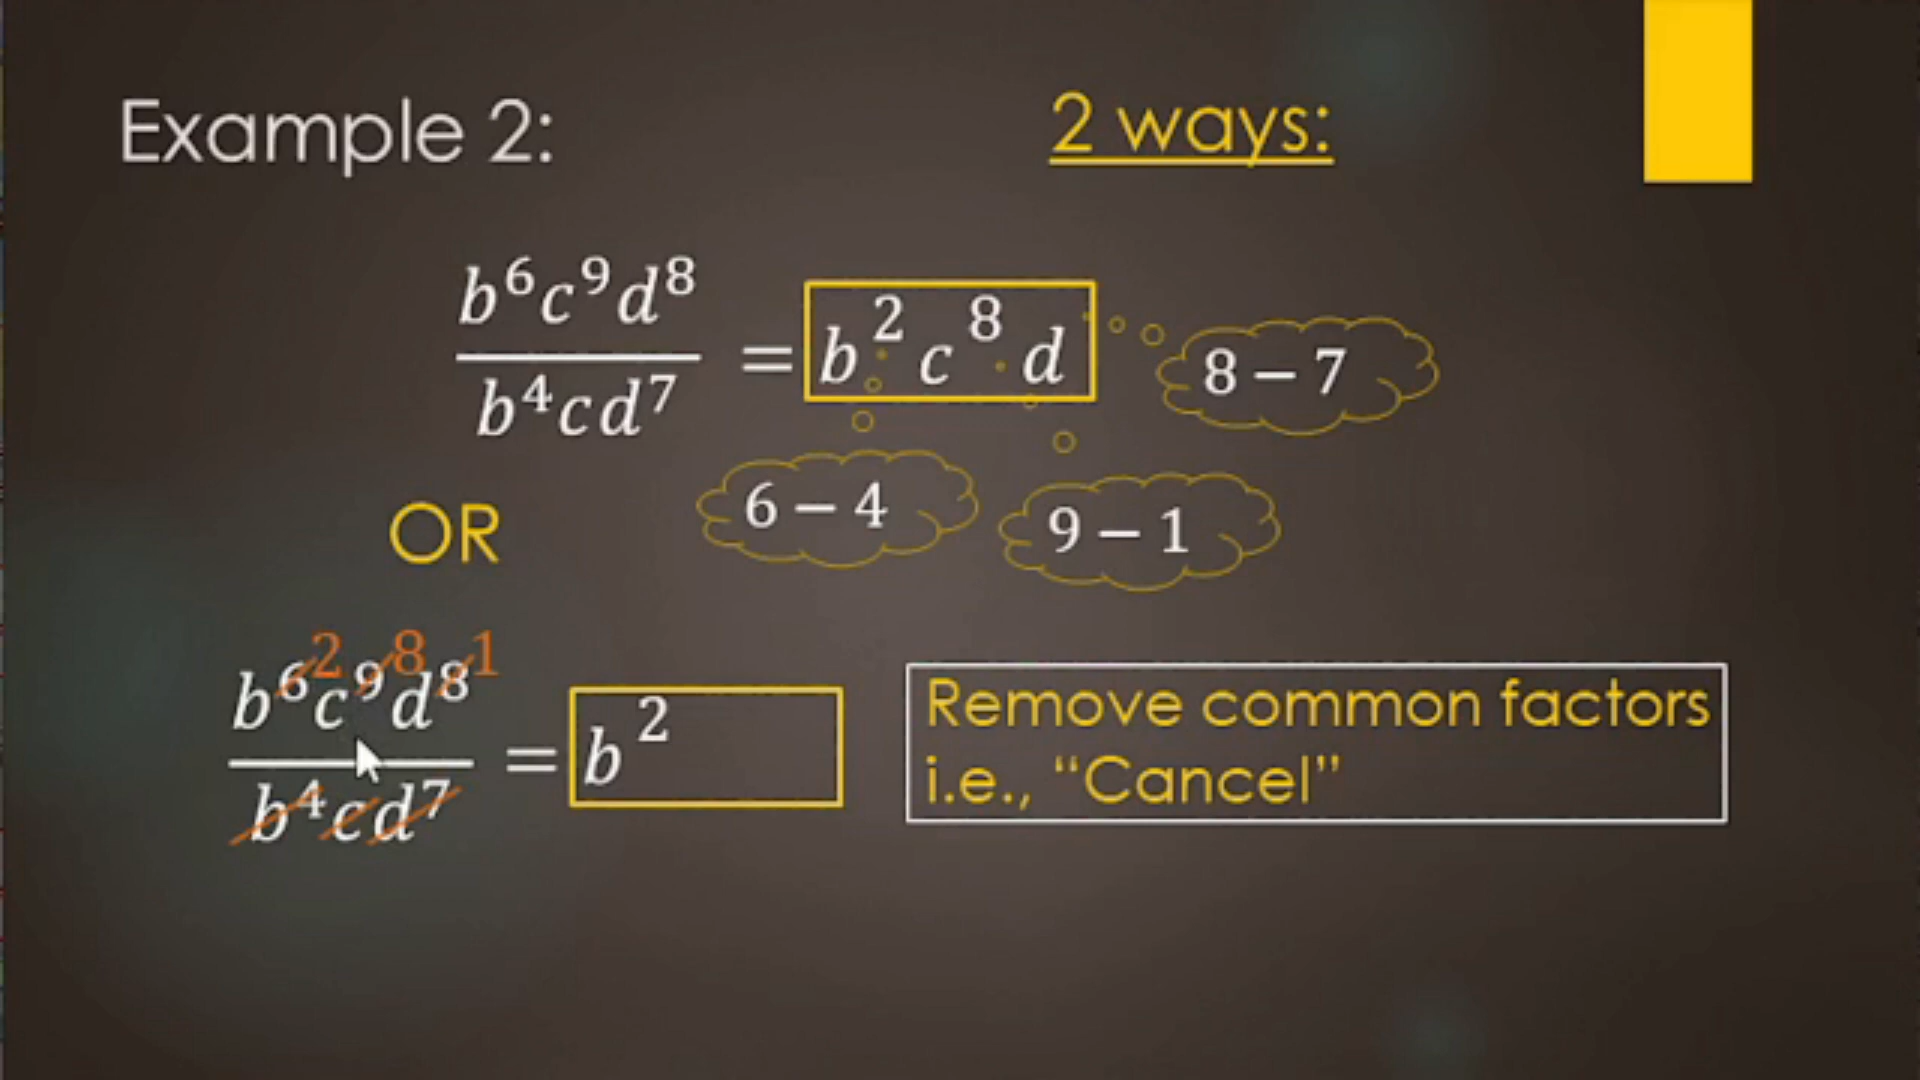 Example 2:
2 ways:
b⁶c⁹d⁸
b⁴cd⁷
= b²c⁸d
8 – 7
6 – 4
9 – 1
OR
2 8 1
b⁶c⁹d⁸
b⁴cd⁷
= b²
Remove common factors
i.e., “Cancel”